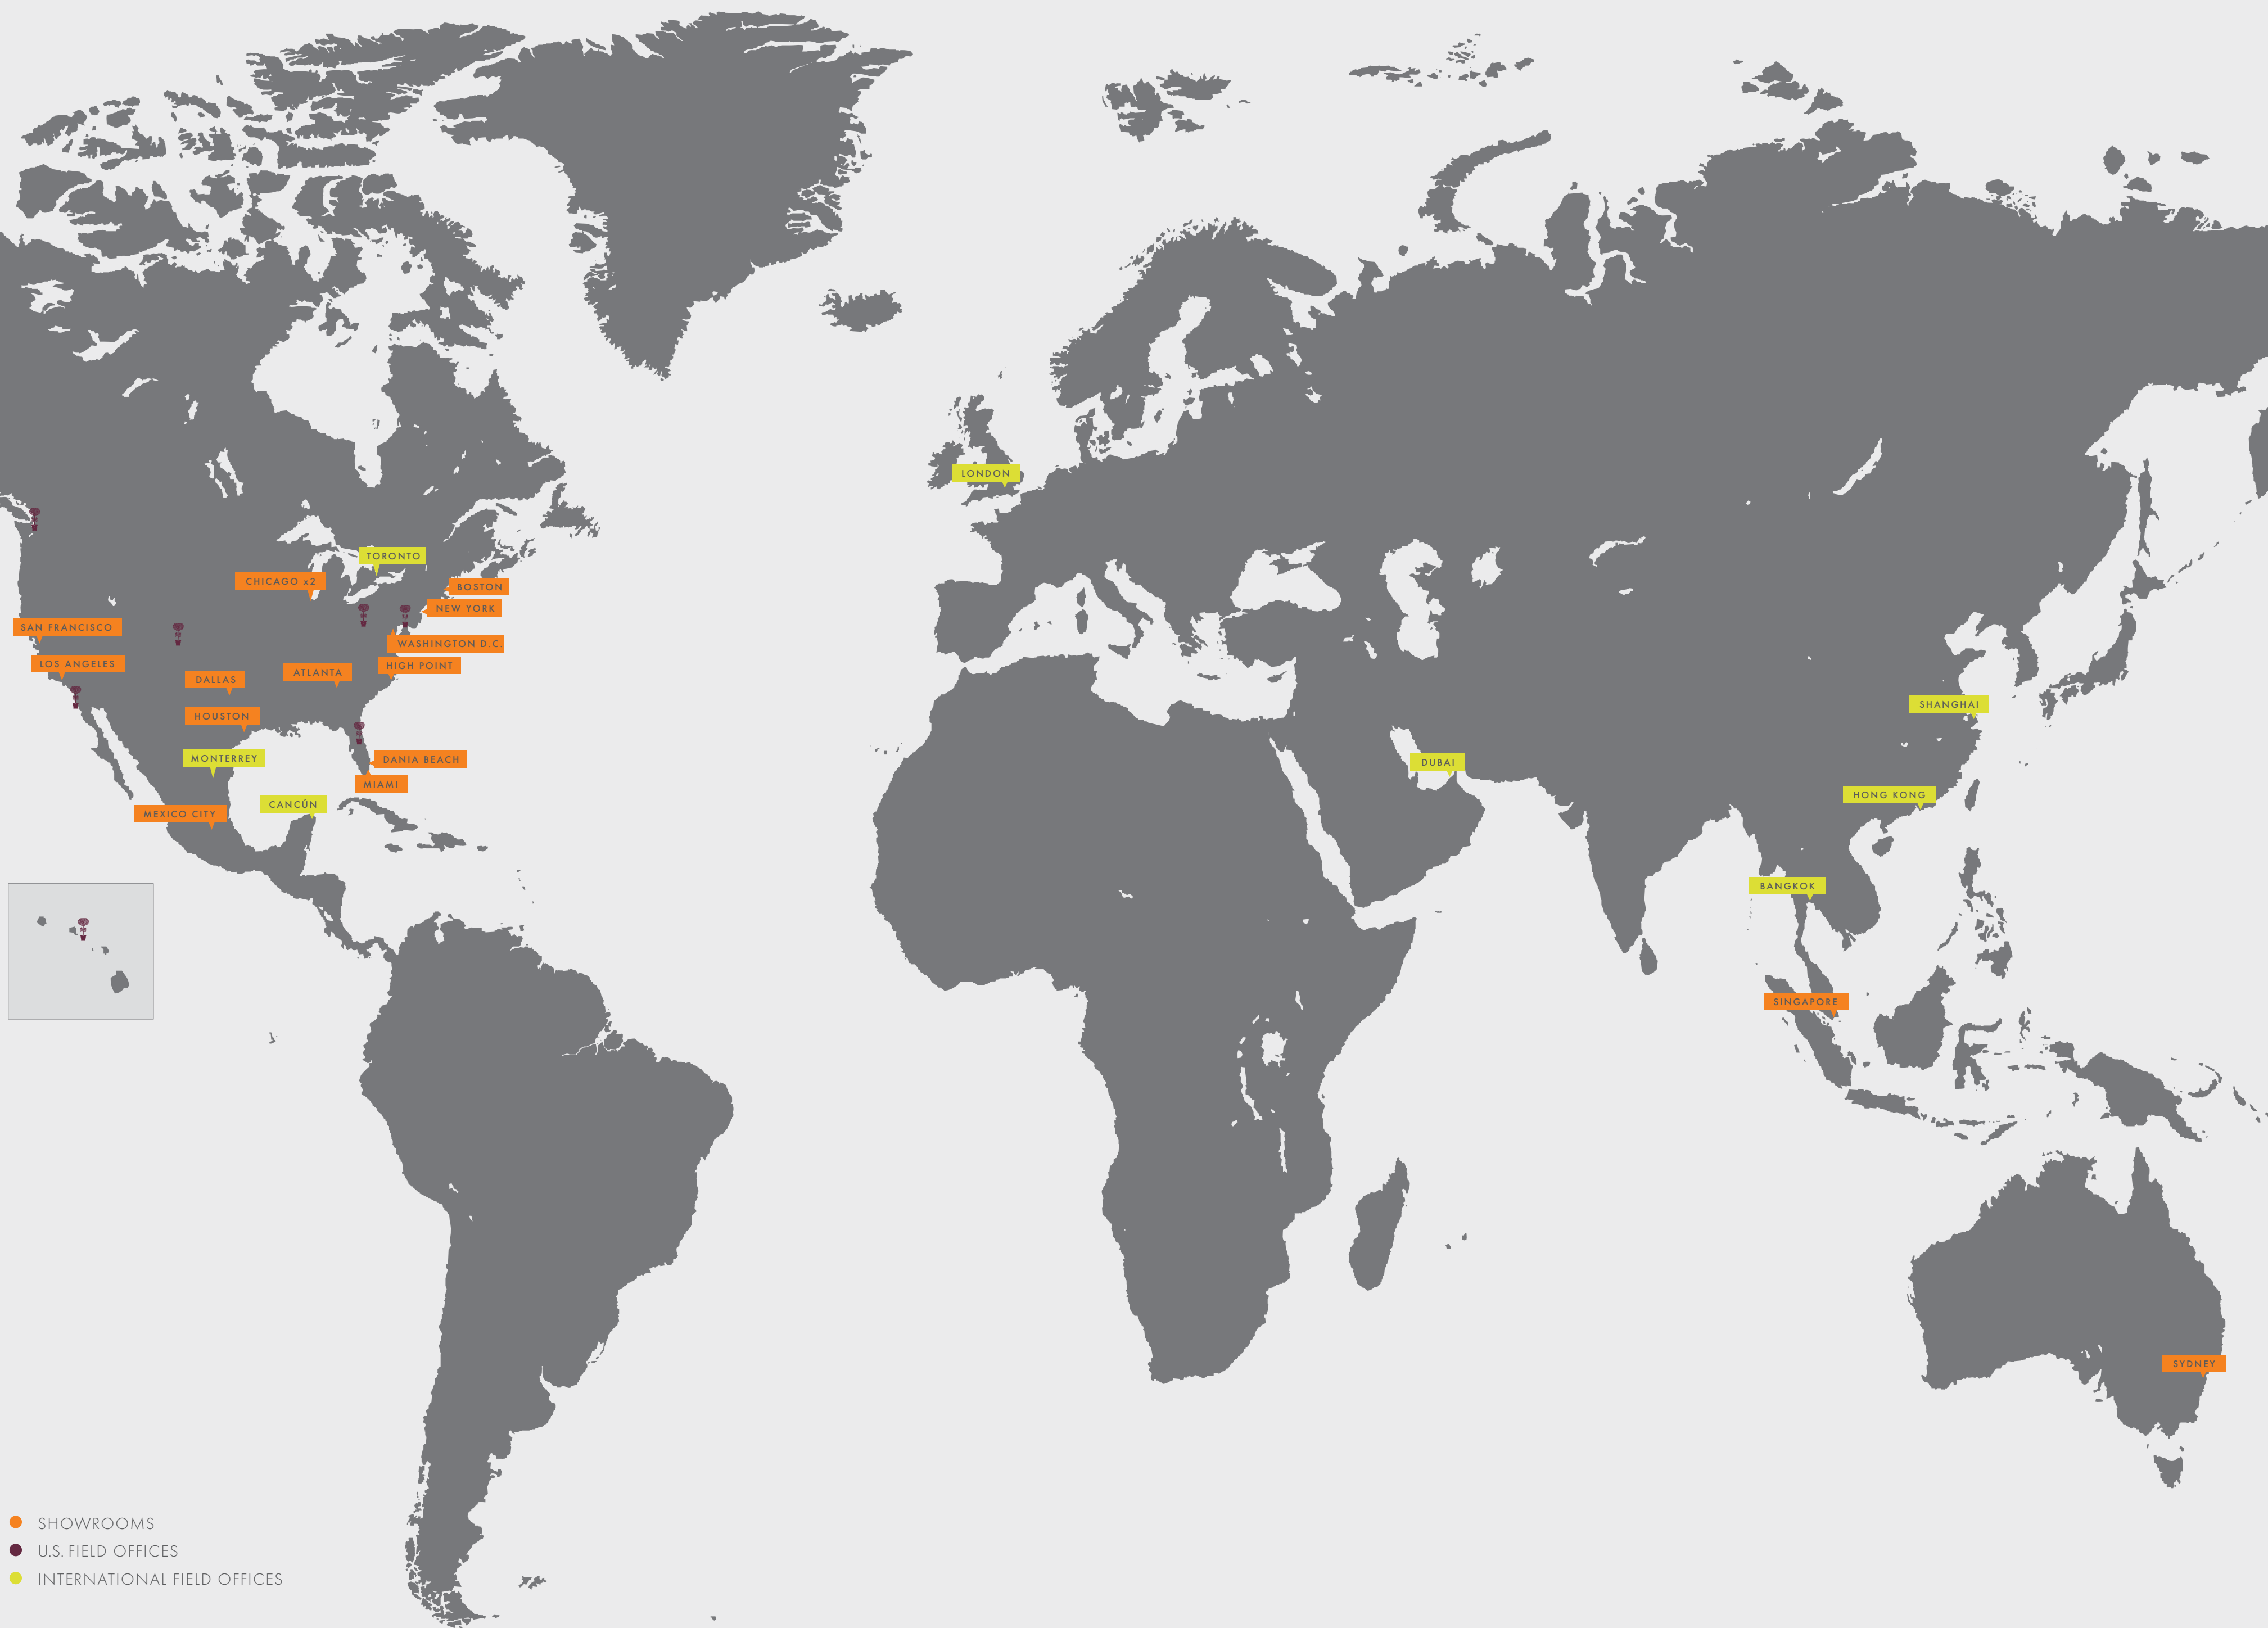 LONDON
TORONTO
CHICAGO x2
BOSTON
NEW YORK
SAN FRANCISCO
WASHINGTON D.C.
LOS ANGELES
HIGH POINT
ATLANTA
DALLAS
HOUSTON
SHANGHAI
MONTERREY
DANIA BEACH
DUBAI
MIAMI
HONG KONG
CANCÚN
MEXICO CITY
BANGKOK
SINGAPORE
SYDNEY
SHOWROOMS
U.S. FIELD OFFICES
INTERNATIONAL FIELD OFFICES